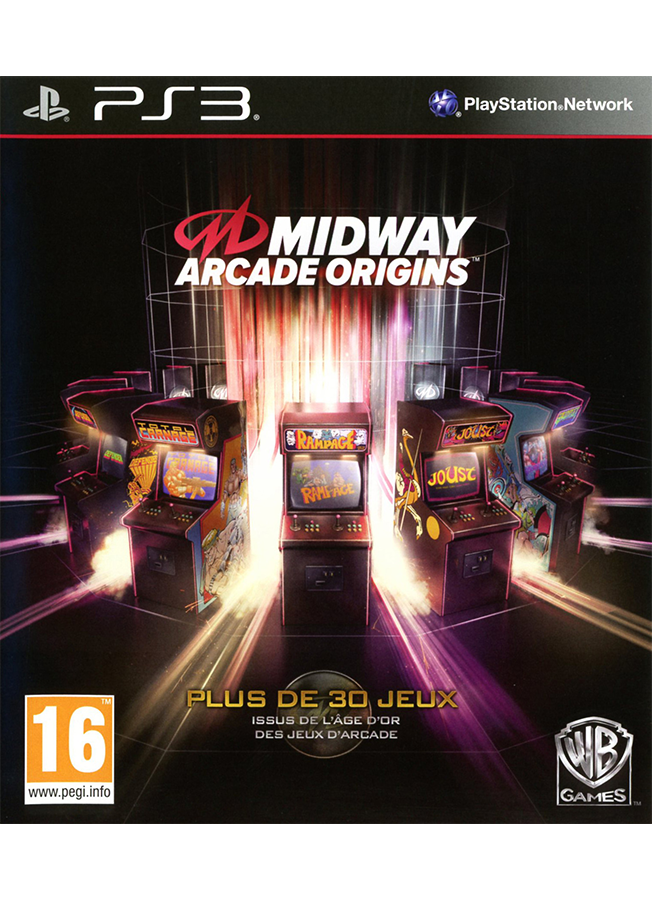 PS3
PlayStation®Network
MIDWAY
ARCADE ORIGINS™
TOTAL
CARNAGE
RAMPAGE
JOUST
RAMPAGE
JOUST
PLUS DE 30 JEUX
ISSUS DE L'ÂGE D'OR
DES JEUX D'ARCADE
16
www.pegi.info
WB
GAMES